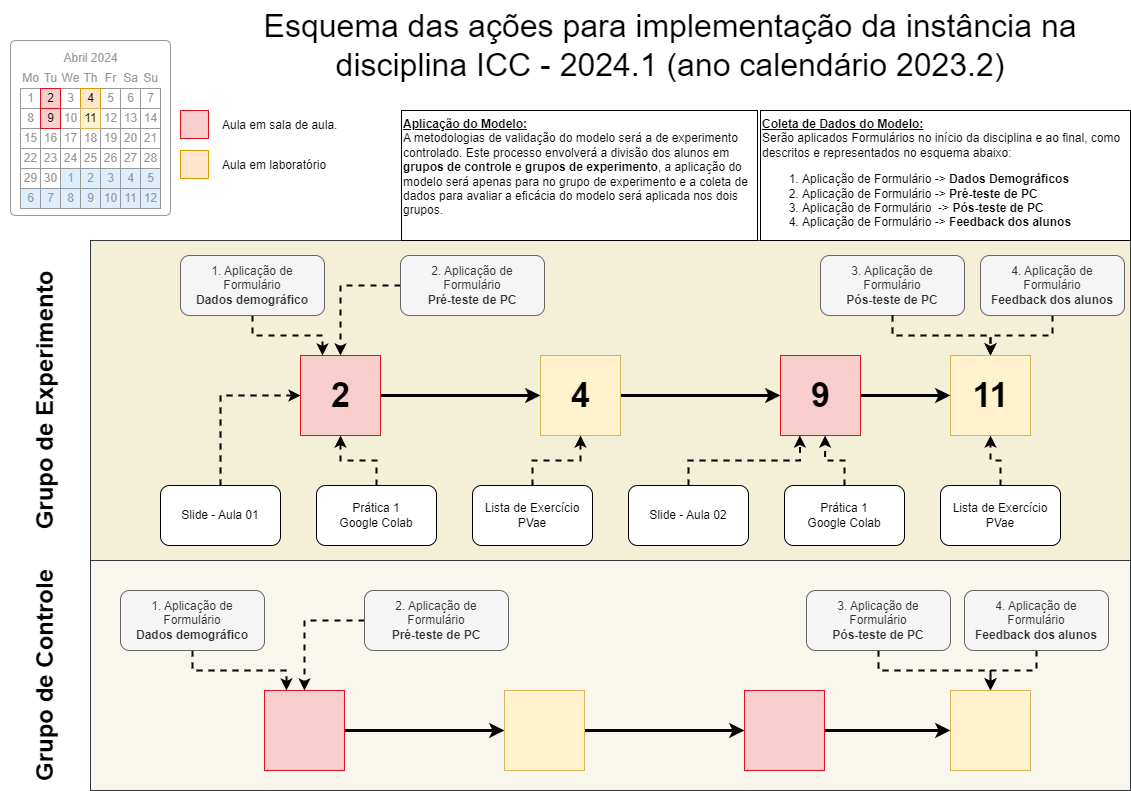 Esquema das ações para implementação da instância na
disciplina ICC - 2024.1 (ano calendário 2023.2)
Abril 2024
Mo Tu We Th Fr Sa Su
1 2 3 4 5 6 7
8 9 10 11 12 13 14
15 16 17 18 19 20 21
22 23 24 25 26 27 28
29 30 1 2 3 4 5
6 7 8 9 10 11 12
Aula em sala de aula.
Aula em laboratório
Aplicação do Modelo:
A metodologias de validação do modelo será a de experimento
controlado. Este processo envolverá a divisão dos alunos em
grupos de controle e grupos de experimento, a aplicação do
modelo será apenas para no grupo de experimento e a coleta de
dados para avaliar a eficácia do modelo será aplicada nos dois
grupos.
Coleta de Dados do Modelo:
Serão aplicados Formulários no início da disciplina e ao final, como
descritos e representados no esquema abaixo:
1. Aplicação de Formulário -> Dados Demográficos
2. Aplicação de Formulário -> Pré-teste de PC
3. Aplicação de Formulário -> Pós-teste de PC
4. Aplicação de Formulário -> Feedback dos alunos
Grupo de Experimento
1. Aplicação de
Formulário
Dados demográfico
2. Aplicação de
Formulário
Pré-teste de PC
3. Aplicação de
Formulário
Pós-teste de PC
4. Aplicação de
Formulário
Feedback dos alunos
2
4
9
11
Slide - Aula 01
Prática 1
Google Colab
Lista de Exercício
PVae
Slide - Aula 02
Prática 1
Google Colab
Lista de Exercício
PVae
Grupo de Controle
1. Aplicação de
Formulário
Dados demográfico
2. Aplicação de
Formulário
Pré-teste de PC
3. Aplicação de
Formulário
Pós-teste de PC
4. Aplicação de
Formulário
Feedback dos alunos